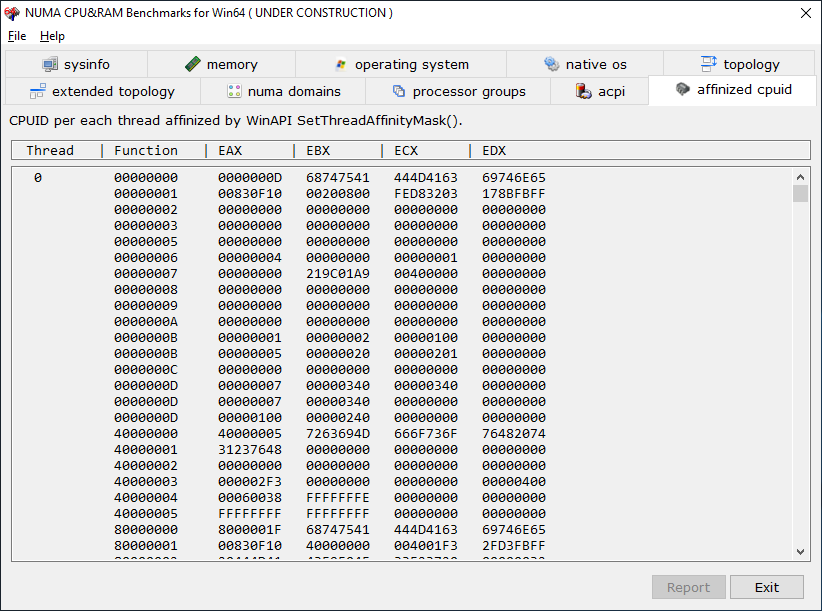 NUMA CPU&RAM Benchmarks for Win64 ( UNDER CONSTRUCTION )
File Help
sysinfo memory operating system native os topology
extended topology numa domains processor groups acpi affinized cpuid
CPUID per each thread affinized by WinAPI SetThreadAffinityMask().
Thread Function EAX EBX ECX EDX
0 00000000 0000000D 68747541 444D4163 69746E65
00000001 00830F10 00200800 FED83203 178BFBFF
00000002 00000000 00000000 00000000 00000000
00000003 00000000 00000000 00000000 00000000
00000005 00000000 00000000 00000000 00000000
00000006 00000004 00000000 00000001 00000000
00000007 00000000 219C01A9 00400000 00000000
00000008 00000000 00000000 00000000 00000000
00000009 00000000 00000000 00000000 00000000
0000000A 00000000 00000000 00000000 00000000
0000000B 00000001 00000002 00000100 00000000
0000000B 00000005 00000020 00000201 00000000
0000000C 00000000 00000000 00000000 00000000
0000000D 00000007 00000340 00000340 00000000
0000000D 00000007 00000340 00000000 00000000
0000000D 00000100 00000240 00000000 00000000
40000000 40000005 7263694D 666F736F 76482074
40000001 31237648 00000000 00000000 00000000
40000002 00000000 00000000 00000000 00000000
40000003 000002F3 00000000 00000000 00000400
40000004 00060038 FFFFFFFE 00000000 00000000
40000005 FFFFFFFF FFFFFFFF 00000000 00000000
80000000 8000001F 68747541 444D4163 69746E65
80000001 00830F10 40000000 004001F3 2FD3FBFF
Report Exit